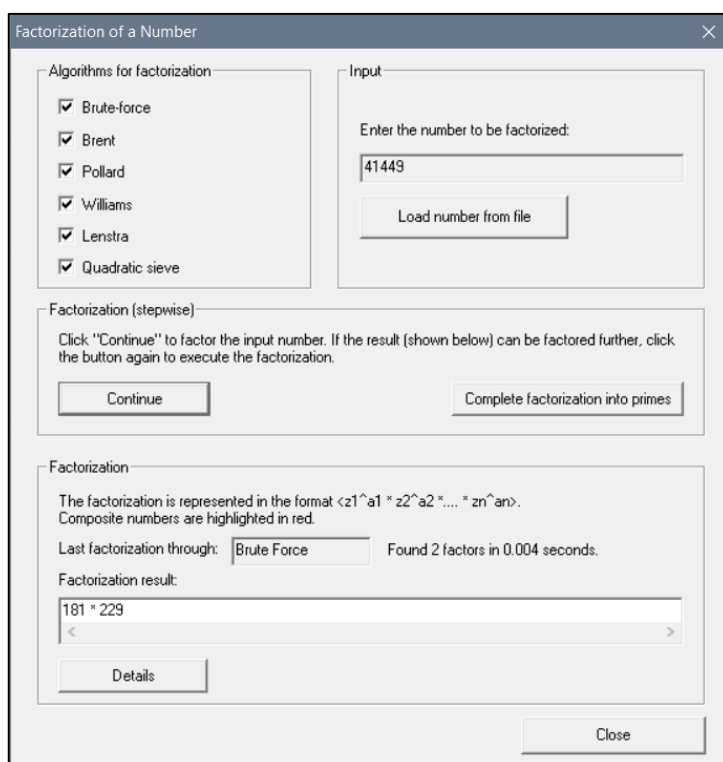 Factorization of a Number
Algorithms for factorization
Brute-force
Brent
Pollard
Williams
Lenstra
Quadratic sieve
Input
Enter the number to be factorized:
41449
Load number from file
Factorization (stepwise)
Click "Continue" to factor the input number. If the result (shown below) can be factored further, click
the button again to execute the factorization.
Continue
Complete factorization into primes
Factorization
The factorization is represented in the format <z1^a1 * z2^a2 *.... * zn^an>.
Composite numbers are highlighted in red.
Last factorization through: Brute Force Found 2 factors in 0.004 seconds.
Factorization result:
181 * 229
Details
Close